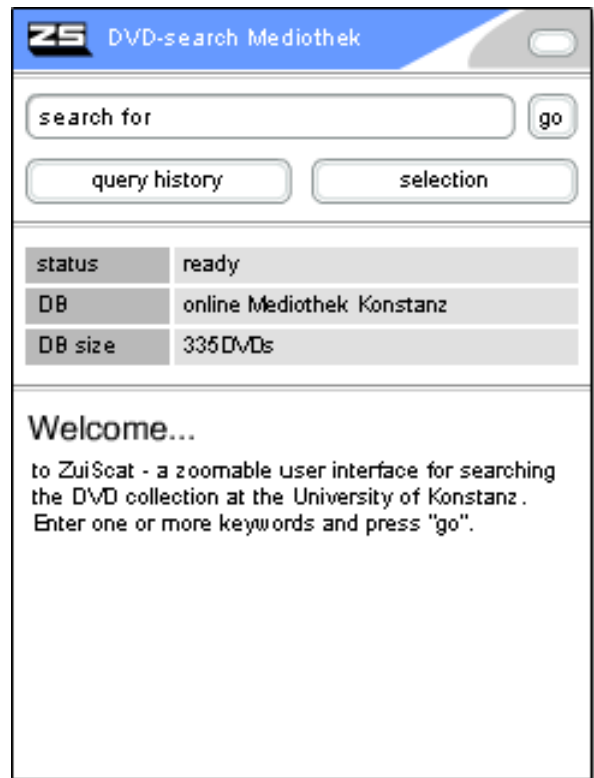 ZS DVD-search Mediothek
search for go
query history selection
status ready
DB online Mediothek Konstanz
DB size 335DVDs
Welcome...
to ZuiScat - a zoomable user interface for searching
the DVD collection at the University of Konstanz.
Enter one or more keywords and press "go".